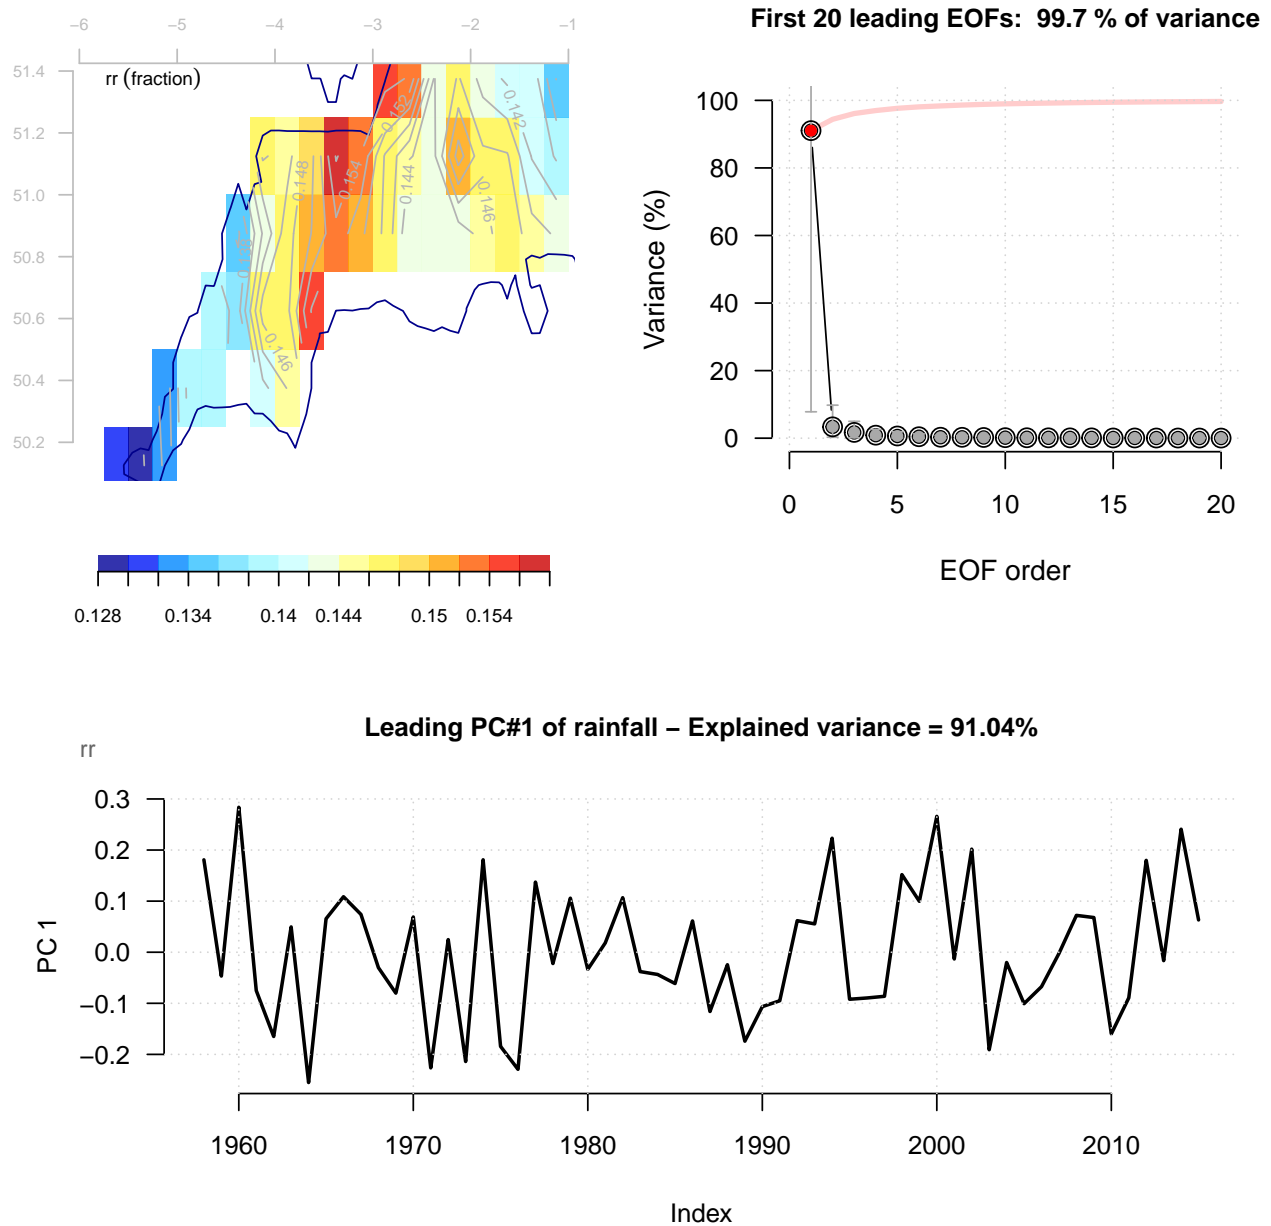 −6 −5 −4 −3 −2 −1
51.4
51.2
51.0
50.8
50.6
50.4
50.2
rr (fraction)
0.152
0.142
0.148
0.154
0.144
0.146
0.146
0.128 0.134 0.14 0.144 0.15 0.154
First 20 leading EOFs: 99.7 % of variance
Variance (%)
100
80
60
40
20
0
0 5 10 15 20
EOF order
Leading PC#1 of rainfall − Explained variance = 91.04%
rr
PC 1
0.3
0.2
0.1
0.0
−0.1
−0.2
1960 1970 1980 1990 2000 2010
Index